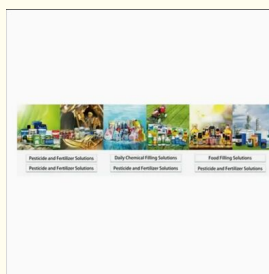 Pesticide and Fertilizer Solutions
Daily Chemical Filling Solutions
Food Filling Solutions
Pesticide and Fertilizer Solutions
Pesticide and Fertilizer Solutions
Pesticide and Fertilizer Solutions